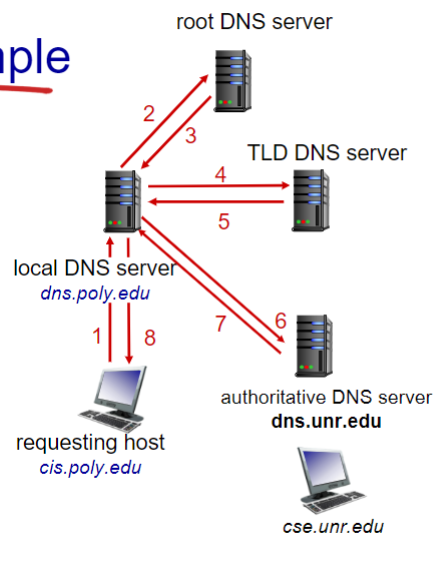 root DNS server
mple
2
3
TLD DNS server
4
5
local DNS server
dns.poly.edu
6
7
1
8
authoritative DNS server
dns.unr.edu
requesting host
cis.poly.edu
cse.unr.edu